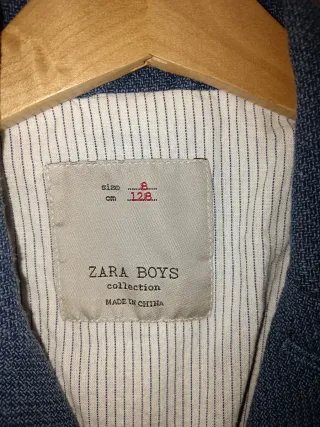 size 8
cm 128
ZARA BOYS
collection
MADE IN CHINA